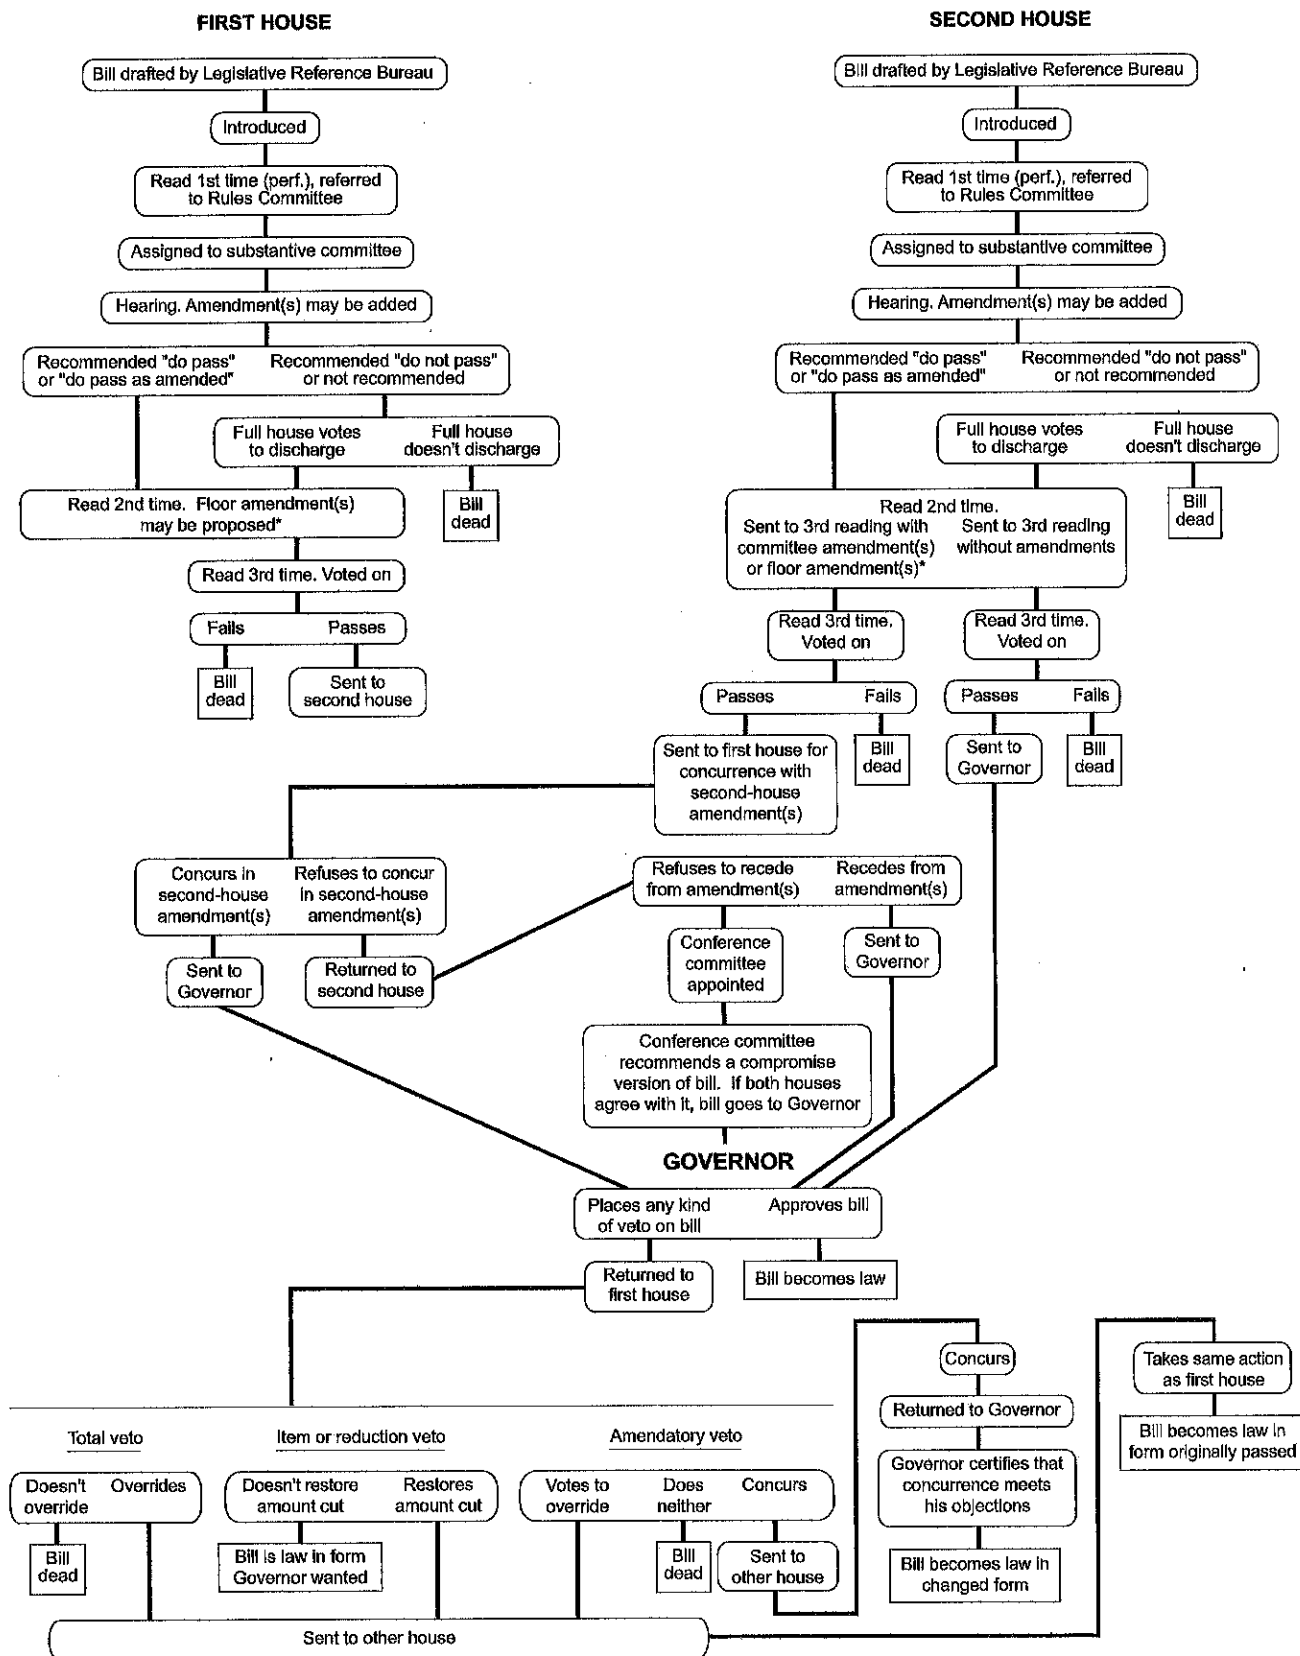 FIRST HOUSE
Bill drafted by Legislative Reference Bureau
Introduced
Read 1st time (perf.), referred
to Rules Committee
Assigned to substantive committee
Hearing. Amendment(s) may be added
Recommended "do pass"
or "do pass as amended"
Recommended "do not pass"
or not recommended
Full house votes
to discharge
Full house
doesn't discharge
Read 2nd time. Floor amendment(s)
may be proposed*
Bill
dead
Read 3rd time. Voted on
Fails
Passes
Bill
dead
Sent to
second house
SECOND HOUSE
Bill drafted by Legislative Reference Bureau
Introduced
Read 1st time (perf.), referred
to Rules Committee
Assigned to substantive committee
Hearing. Amendment(s) may be added
Recommended "do pass"
or "do pass as amended"
Recommended "do not pass"
or not recommended
Full house votes
to discharge
Full house
doesn't discharge
Bill
dead
Read 2nd time.
Sent to 3rd reading with
committee amendment(s)
or floor amendment(s)*
Sent to 3rd reading
without amendments
Read 3rd time.
Voted on
Read 3rd time.
Voted on
Passes
Fails
Passes
Fails
Sent to first house for
concurrence with
second-house
amendment(s)
Bill
dead
Sent to
Governor
Bill
dead
Concurs in
second-house
amendment(s)
Refuses to concur
in second-house
amendment(s)
Refuses to recede
from amendment(s)
Recedes from
amendment(s)
Sent to
Governor
Returned to
second house
Conference
committee
appointed
Sent to
Governor
Conference committee
recommends a compromise
version of bill. If both houses
agree with it, bill goes to Governor
GOVERNOR
Places any kind
of veto on bill
Approves bill
Returned to
first house
Bill becomes law
Total veto
Item or reduction veto
Amendatory veto
Doesn't
override
Overrides
Doesn't restore
amount cut
Restores
amount cut
Votes to
override
Does
neither
Concurs
Bill
dead
Bill is law in form
Governor wanted
Bill
dead
Sent to
other house
Sent to other house
Concurs
Returned to Governor
Governor certifies that
concurrence meets
his objections
Bill becomes law in
changed form
Takes same action
as first house
Bill becomes law in
form originally passed